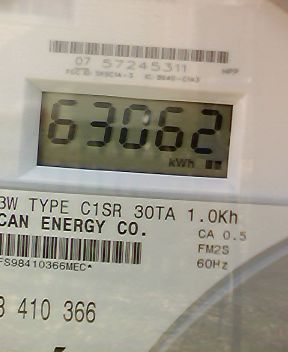 07 57245311
NPP
63062
kWh
3W TYPE C1SR 30TA 1.0Kh
CAN ENERGY CO.
CA 0.5
FM2S
60Hz
FS98410366MEC*
410 366